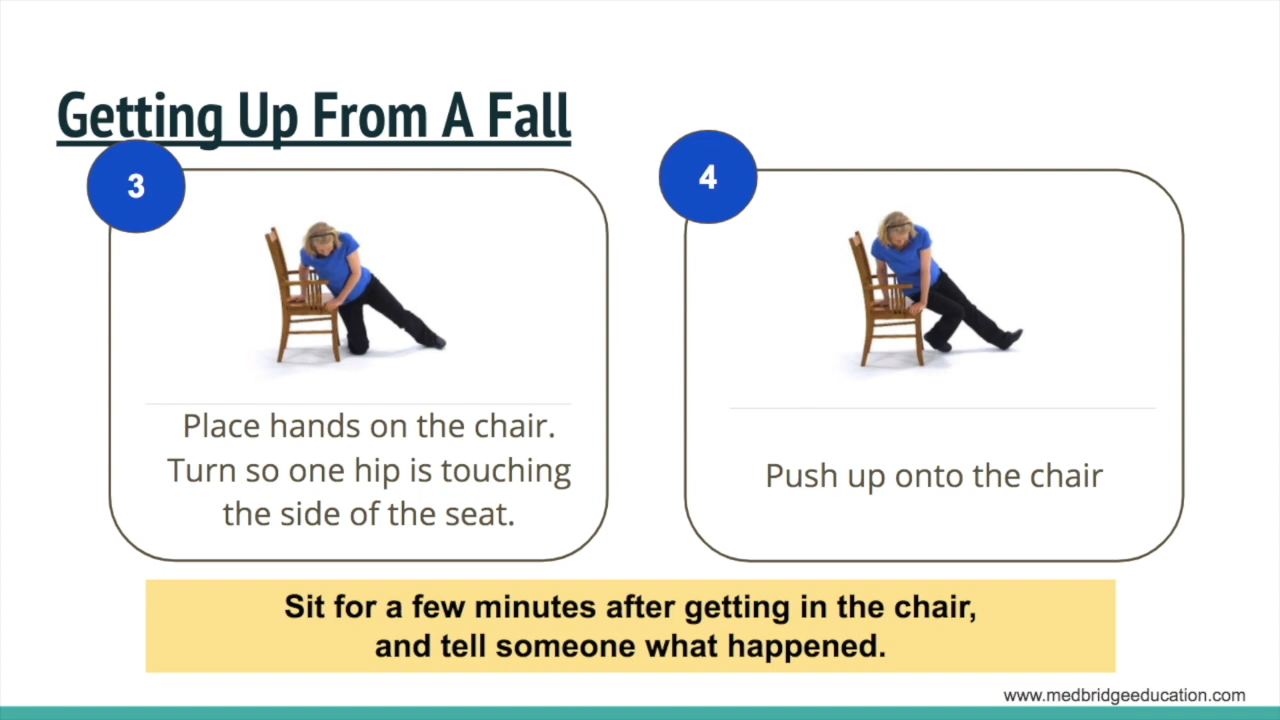 Getting Up From A Fall
3
Place hands on the chair.
Turn so one hip is touching
the side of the seat.
4
Push up onto the chair
Sit for a few minutes after getting in the chair,
and tell someone what happened.
www.medbridgeeducation.com